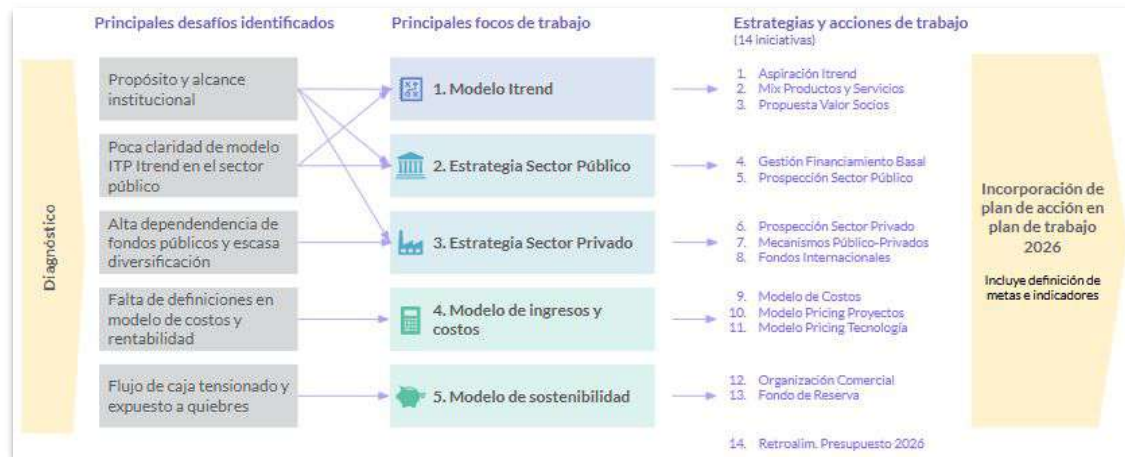 Principales desafíos identificados
Principales focos de trabajo
Estrategias y acciones de trabajo
(14 iniciativas)
Diagnóstico
Propósito y alcance
institucional
1. Modelo Itrend
1. Aspiración Itrend
2. Mix Productos y Servicios
3. Propuesta Valor Socios
Poca claridad de modelo
ITP Itrend en el sector
público
2. Estrategia Sector Público
4. Gestión Financiamiento Basal
5. Prospección Sector Público
Alta dependendencia de
fondos públicos y escasa
diversificación
3. Estrategia Sector Privado
6. Prospección Sector Privado
7. Mecanismos Público-Privados
8. Fondos Internacionales
Falta de definiciones en
modelo de costos y
rentabilidad
4. Modelo de ingresos y
costos
9. Modelo de Costos
10. Modelo Pricing Proyectos
11. Modelo Pricing Tecnología
Flujo de caja tensionado y
expuesto a quiebres
5. Modelo de sostenibilidad
12. Organización Comercial
13. Fondo de Reserva
14. Retroalim. Presupuesto 2026
Incorporación de
plan de acción en
plan de trabajo
2026
Incluye definición de
metas e indicadores